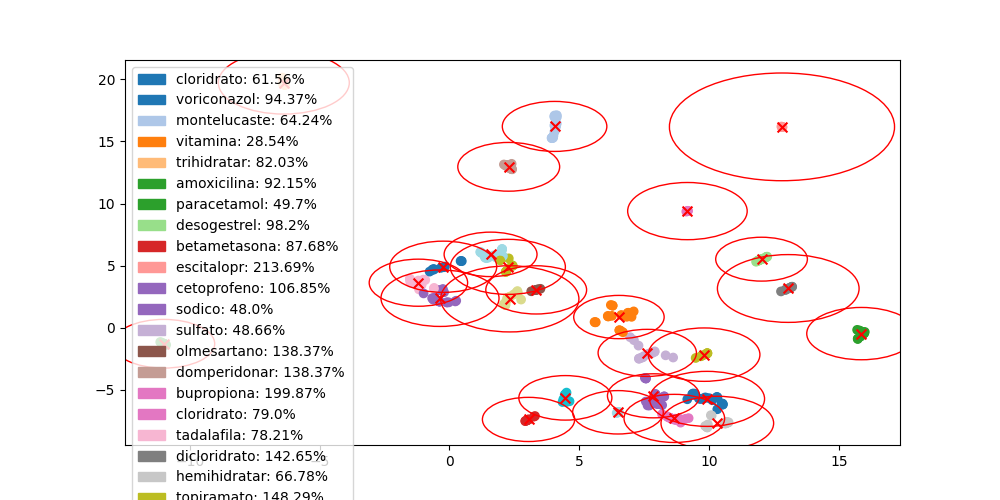 20
15
10
5
0
−5
cloridrato: 61.56%
voriconazol: 94.37%
montelucaste: 64.24%
vitamina: 28.54%
trihidratar: 82.03%
amoxicilina: 92.15%
paracetamol: 49.7%
desogestrel: 98.2%
betametasona: 87.68%
escitalopr: 213.69%
cetoprofeno: 106.85%
sodico: 48.0%
sulfato: 48.66%
olmesartano: 138.37%
domperidonar: 138.37%
bupropiona: 199.87%
cloridrato: 79.0%
tadalafila: 78.21%
dicloridrato: 142.65%
hemihidratar: 66.78%
topiramato: 148.29%
−10 −5 0 5 10 15